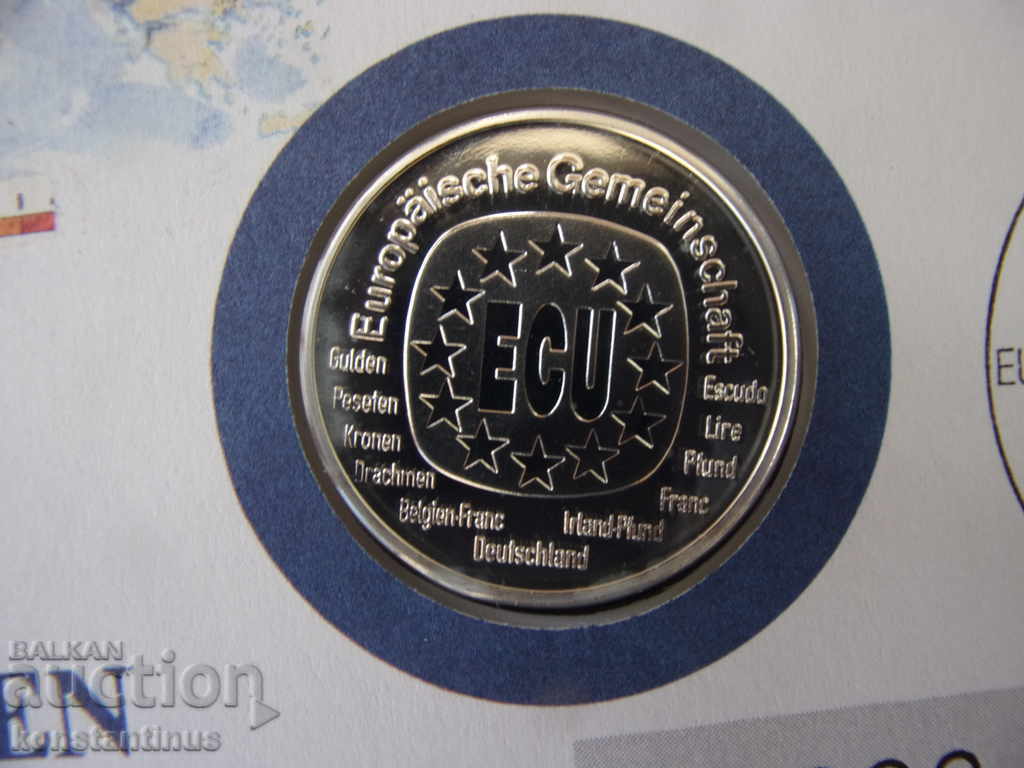 Europäische Gemeinschaft
ECU
Gulden
Peseten
Kronen
Drachmen
Belgien-Franc
Deutschland
Irland-Pfund
Franc
Pfund
Lire
Escudo
EU
EN
BALKAN
auction
konstantinus